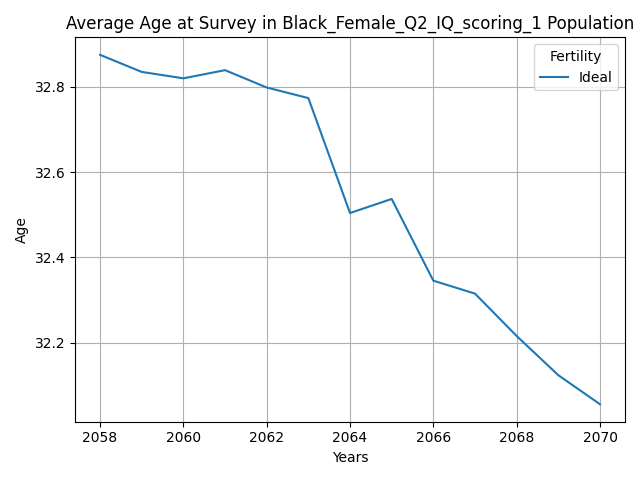 Average Age at Survey in Black_Female_Q2_IQ_scoring_1 Population
Fertility
Ideal
32.8
32.6
32.4
32.2
Age
2058 2060 2062 2064 2066 2068 2070
Years